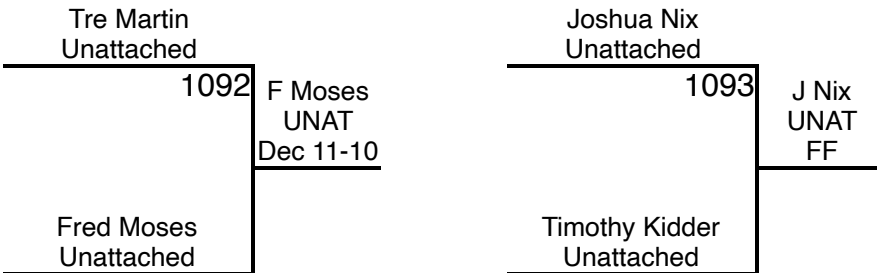 Tre Martin
Unattached
1092
F Moses
UNAT
Dec 11-10
Fred Moses
Unattached
Joshua Nix
Unattached
1093
J Nix
UNAT
FF
Timothy Kidder
Unattached